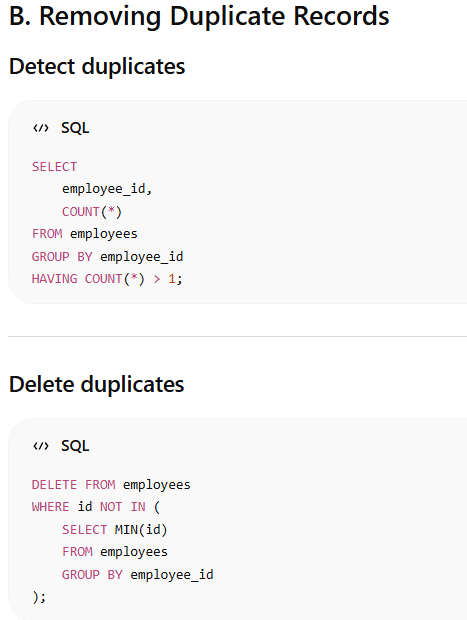 B. Removing Duplicate Records
Detect duplicates
</> SQL
SELECT
    employee_id,
    COUNT(*)
FROM employees
GROUP BY employee_id
HAVING COUNT(*) > 1;
Delete duplicates
</> SQL
DELETE FROM employees
WHERE id NOT IN (
    SELECT MIN(id)
    FROM employees
    GROUP BY employee_id
);